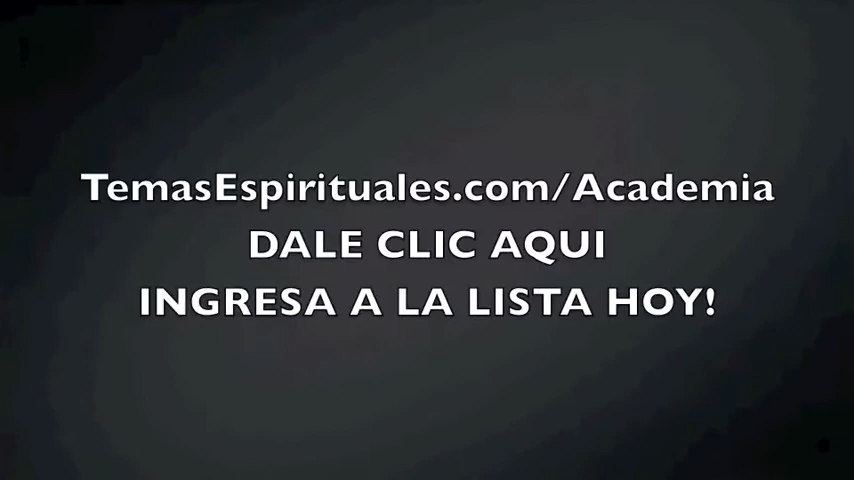 TemasEspirituales.com/Academia
DALE CLIC AQUI
INGRESA A LA LISTA HOY!